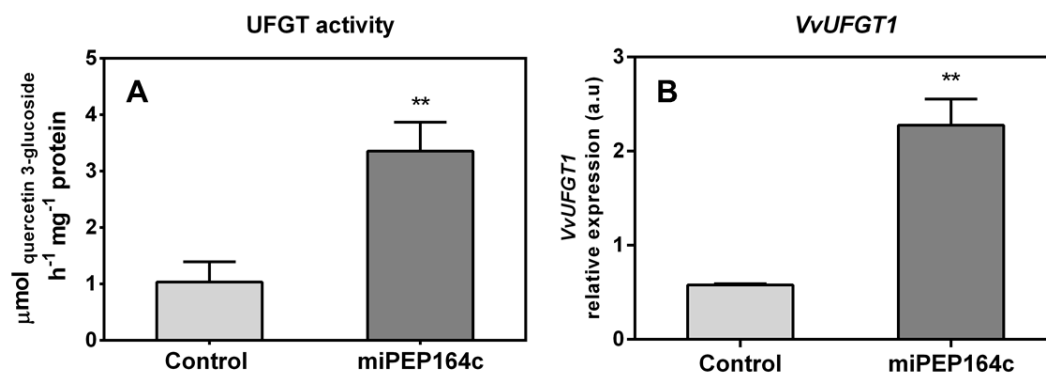 UFGT activity
A
μmol quercetin 3-glucoside
h⁻¹ mg⁻¹ protein
5
4
3
2
1
0
**
Control
miPEP164c
VvUFGT1
B
VvUFGT1
relative expression (a.u)
3
2
1
0
**
Control
miPEP164c